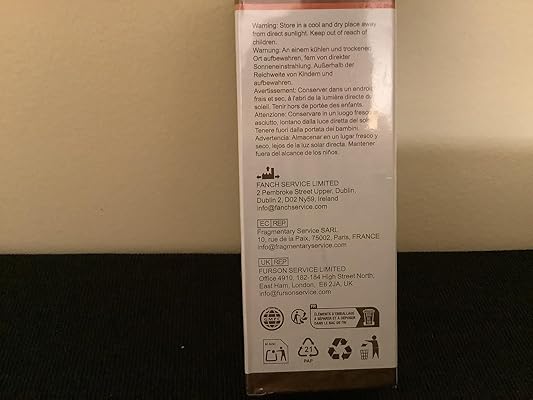 Warning: Store in a cool and dry place away
from direct sunlight. Keep out of reach of
children.
Warnung: An einem kühlen und trockenen
Ort aufbewahren, fern von direkter
Sonneneinstrahlung. Außerhalb der
Reichweite von Kindern und
aufbewahren.
Avertissement: Conserver dans un endroit
frais et sec, à l'abri de la lumière directe du
soleil. Tenir hors de portée des enfants.
Attenzione: Conservare in un luogo fresco
asciutto, lontano dalla luce diretta del sole
Tenere fuori dalla portata dei bambini.
Advertencia: Almacenar en un lugar fresco y
seco, lejos de la luz solar directa. Mantener
fuera del alcance de los niños.
FANCH SERVICE LIMITED
2 Pembroke Street Upper, Dublin,
Dublin 2, D02 Ny59, Ireland
info@fanchservice.com
EC REP
Fragmentary Service SARL
10, rue de la Paix, 75002, Paris, FRANCE
info@fragmentaryservice.com
UK REP
FURSON SERVICE LIMITED
Office 4910, 182-184 High Street North,
East Ham, London, E6 2JA, UK
info@fursonservice.com
FR
ÉLÉMENTS D'EMBALLAGE
À SÉPARER ET À DÉPOSER
DANS LE BAC DE TRI
21
PAP